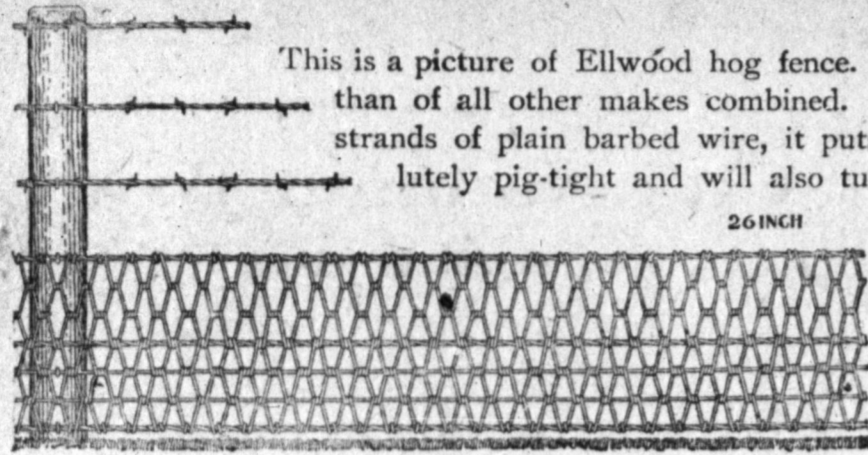 This is a picture of Ellwood hog fence.
than of all other makes combined.
strands of plain barbed wire, it put
lutely pig-tight and will also tu
26 INCH